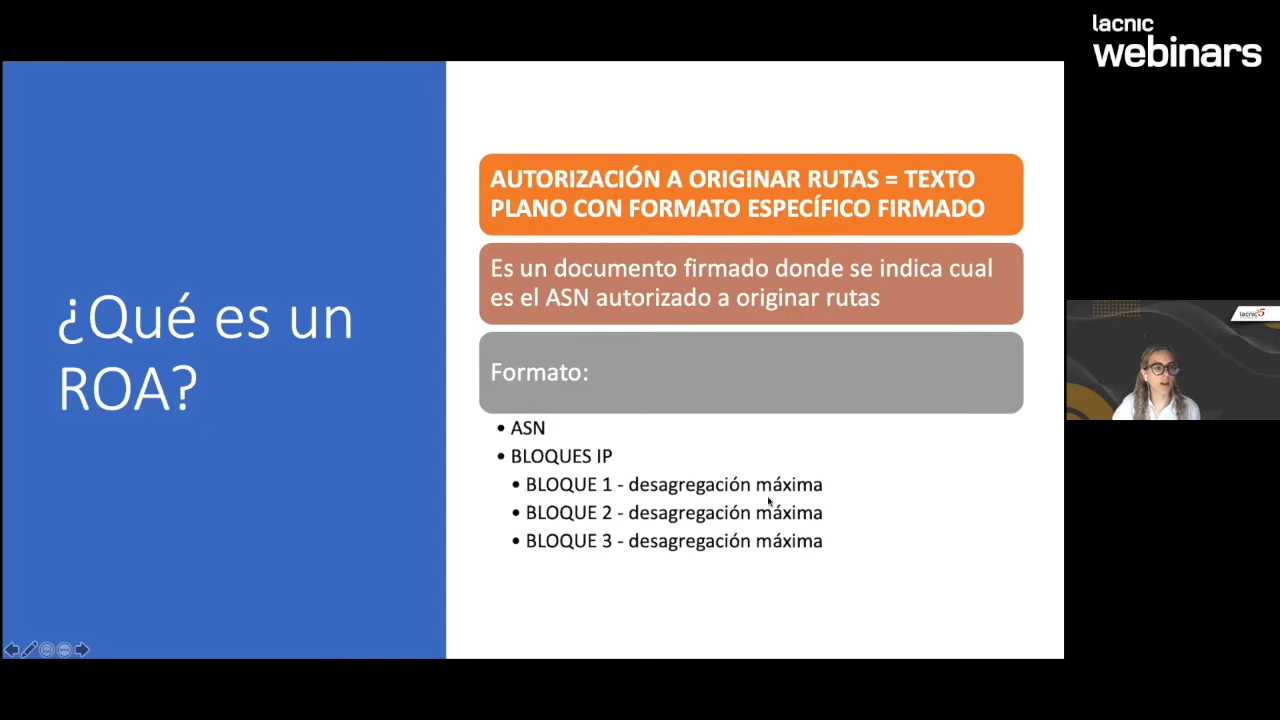 lacnic
webinars
AUTORIZACIÓN A ORIGINAR RUTAS = TEXTO
PLANO CON FORMATO ESPECÍFICO FIRMADO
Es un documento firmado donde se indica cual
es el ASN autorizado a originar rutas
¿Qué es un
ROA?
Formato:
• ASN
• BLOQUES IP
• BLOQUE 1 - desagregación máxima
• BLOQUE 2 - desagregación máxima
• BLOQUE 3 - desagregación máxima
lacnic